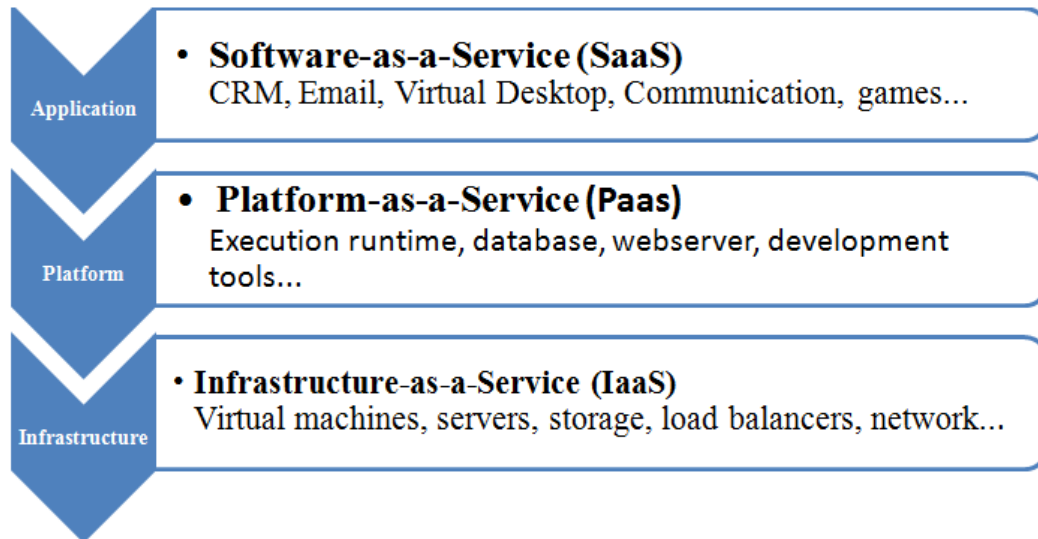 Application
• Software-as-a-Service (SaaS)
CRM, Email, Virtual Desktop, Communication, games...
Platform
• Platform-as-a-Service (Paas)
Execution runtime, database, webserver, development
tools...
Infrastructure
• Infrastructure-as-a-Service (IaaS)
Virtual machines, servers, storage, load balancers, network...